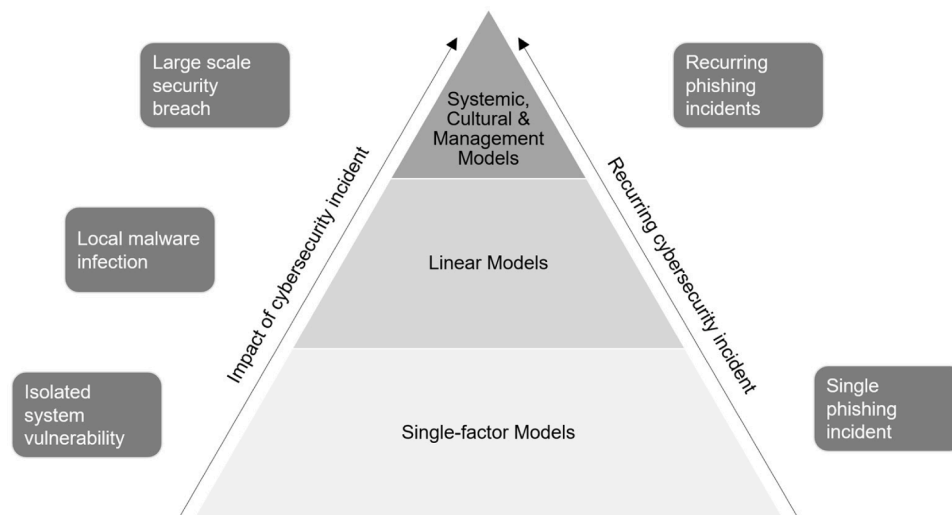 Large scale
security
breach
Recurring
phishing
incidents
Systemic,
Cultural &
Management
Models
Impact of cybersecurity incident
Recurring cybersecurity incident
Local malware
infection
Linear Models
Isolated
system
vulnerability
Single-factor Models
Single
phishing
incident